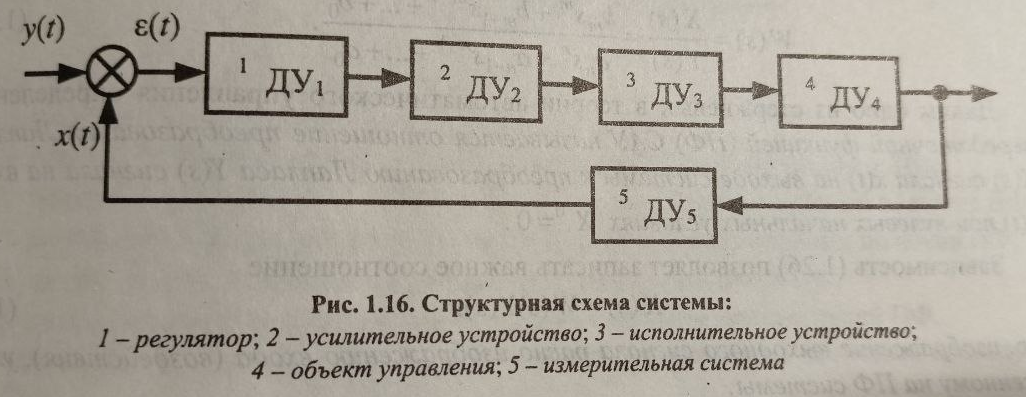 y(t)
ε(t)
1 ДУ₁
2 ДУ₂
3 ДУ₃
4 ДУ₄
x(t)
5 ДУ₅
Рис. 1.16. Структурная схема системы:
1 – регулятор; 2 – усилительное устройство; 3 – исполнительное устройство;
4 – объект управления; 5 – измерительная система